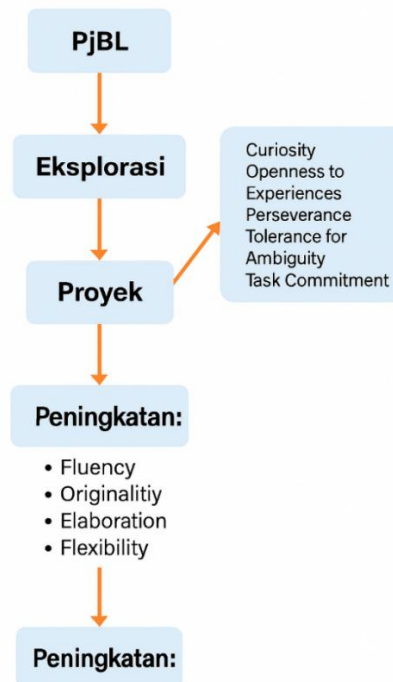 PjBL
Eksplorasi
Curiosity
Openness to
Experiences
Perseverance
Tolerance for
Ambiguity
Task Commitment
Proyek
Peningkatan:
• Fluency
• Originalitiy
• Elaboration
• Flexibility
Peningkatan: